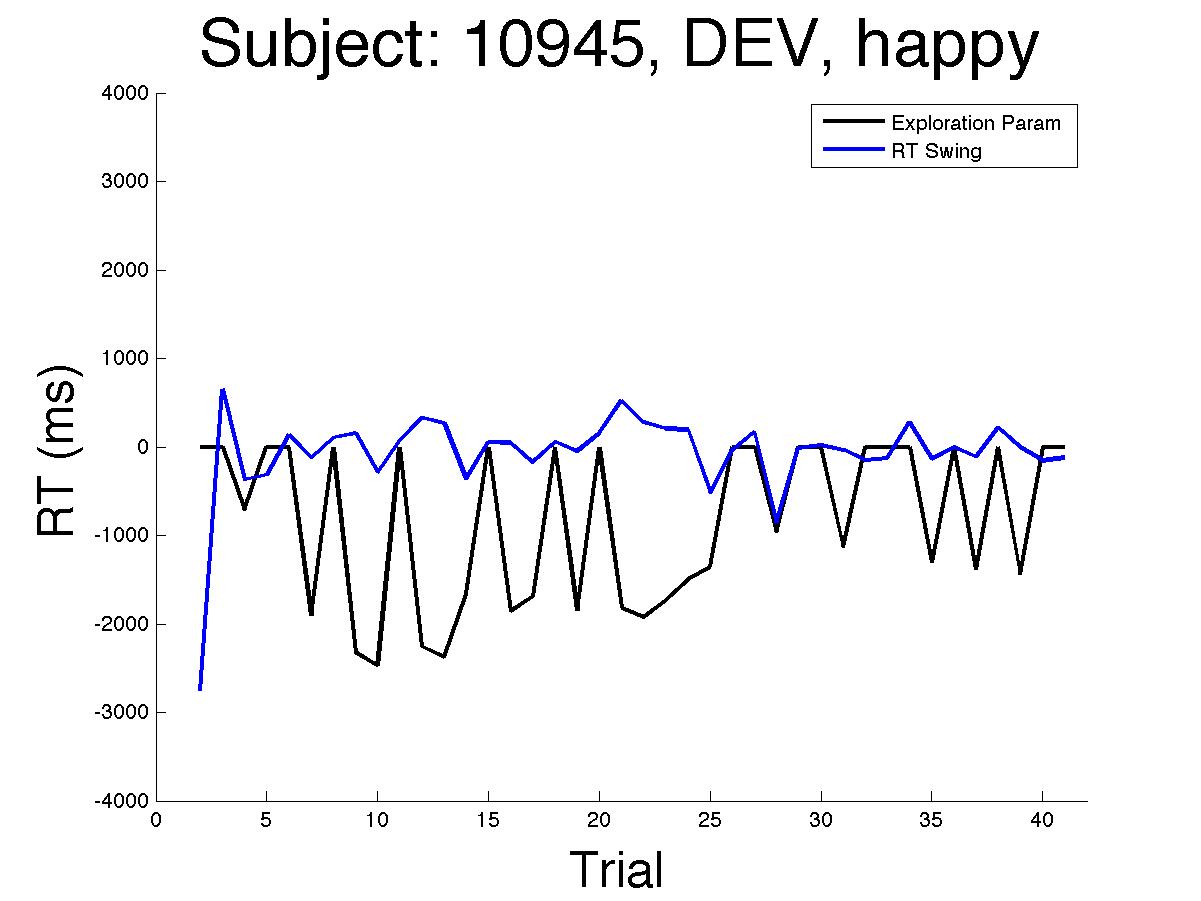 Subject: 10945, DEV, happy
Exploration Param
RT Swing
4000
3000
2000
1000
0
-1000
-2000
-3000
-4000
RT (ms)
0 5 10 15 20 25 30 35 40
Trial